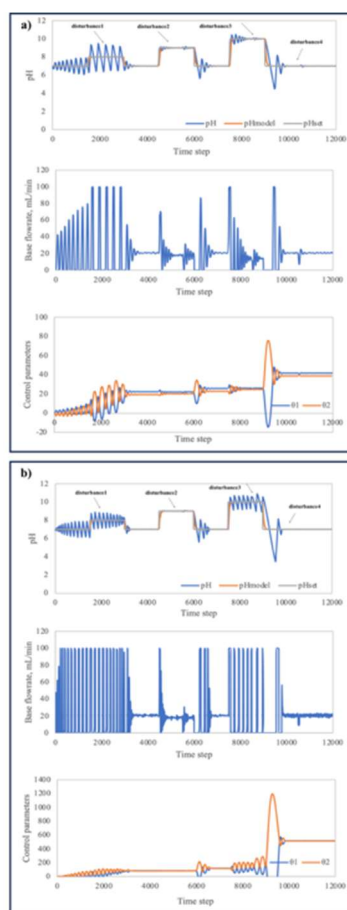 a)
disturbance1 disturbance2 disturbance3 disturbance4
12
10
8
6
4
2
0 2000 4000 6000 8000 10000 12000
pH
pH pHmodel pHset
Time step
120
100
80
60
40
20
0
0 2000 4000 6000 8000 10000 12000
Base flowrate, mL/min
Time step
100
80
60
40
20
0
-20
0 2000 4000 6000 8000 10000 12000
Control parameters
θ1 θ2
Time step
b)
disturbance1 disturbance2 disturbance3 disturbance4
12
10
8
6
4
2
0 2000 4000 6000 8000 10000 12000
pH
pH pHmodel pHset
Time step
120
100
80
60
40
20
0
0 2000 4000 6000 8000 10000 12000
Base flowrate, mL/min
Time step
1400
1200
1000
800
600
400
200
0
0 2000 4000 6000 8000 10000 12000
Control parameters
θ1 θ2
Time step